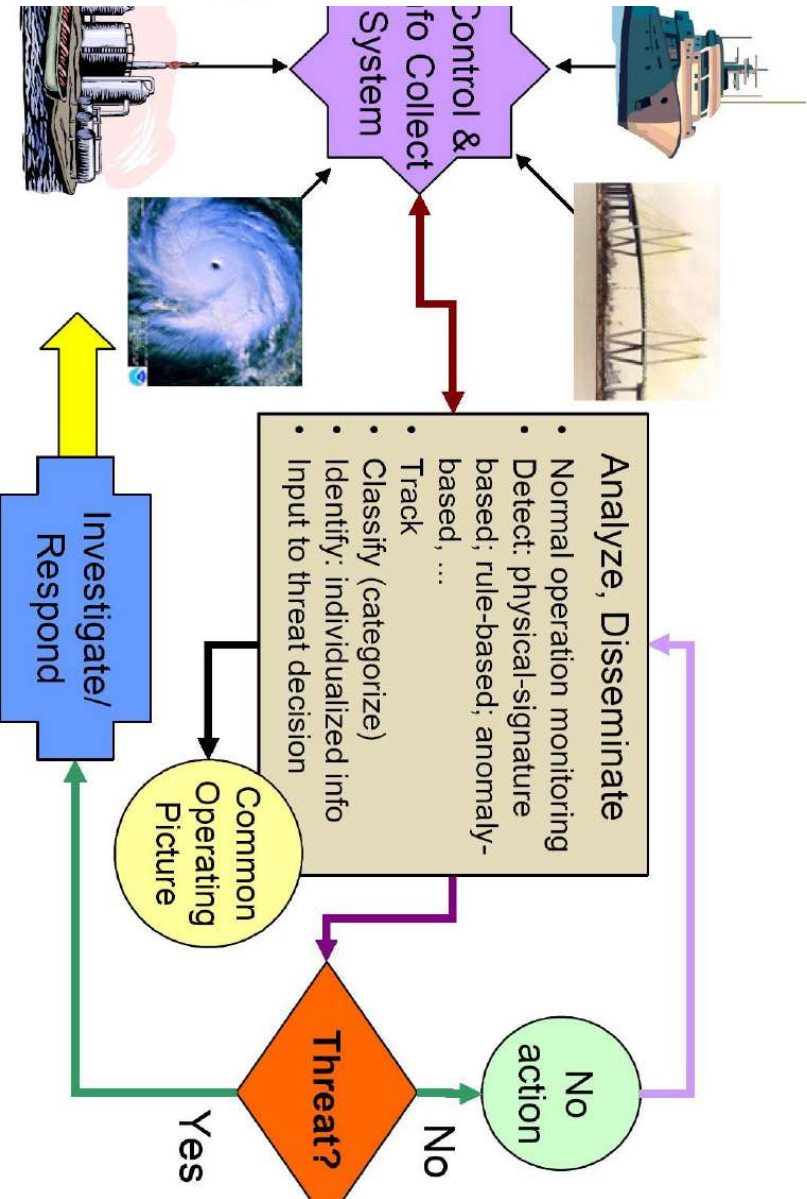 Control &
nfo Collect
System
Analyze, Disseminate
• Normal operation monitoring
• Detect: physical-signature
based; rule-based; anomaly-
based, ...
• Track
• Classify (categorize)
• Identify: individualized info
• Input to threat decision
Common
Operating
Picture
No
action
Threat?
No
Yes
Investigate/
Respond